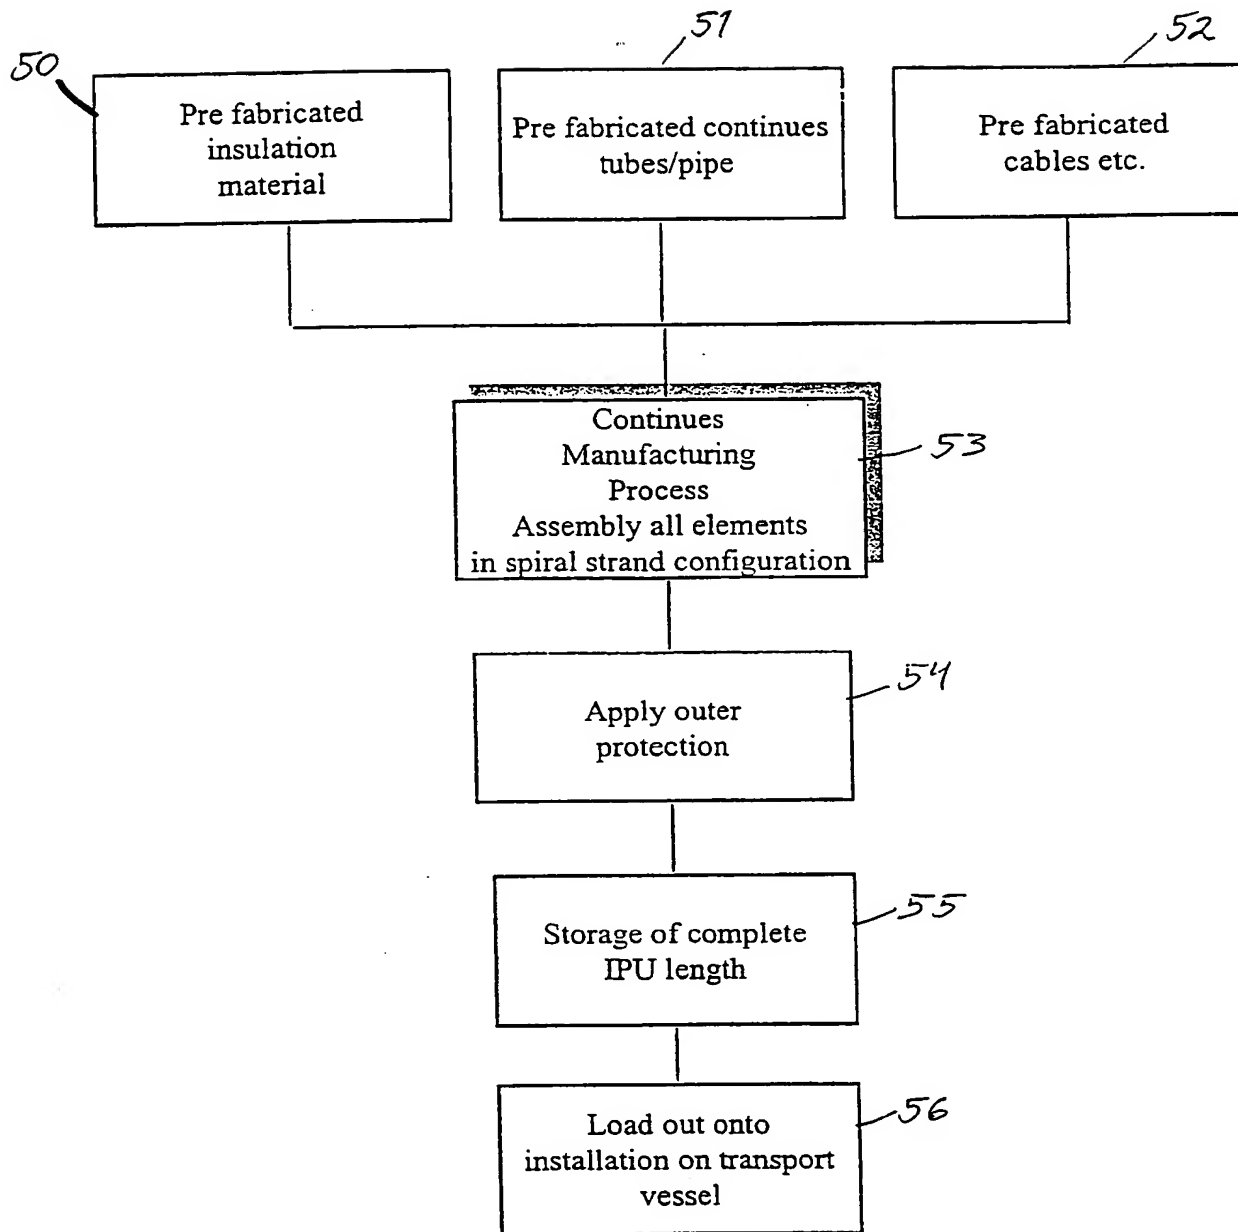 50
51
52
Pre fabricated
insulation
material
Pre fabricated continues
tubes/pipe
Pre fabricated
cables etc.
Continues
Manufacturing
Process
Assembly all elements
in spiral strand configuration
53
Apply outer
protection
54
Storage of complete
IPU length
55
Load out onto
installation on transport
vessel
56